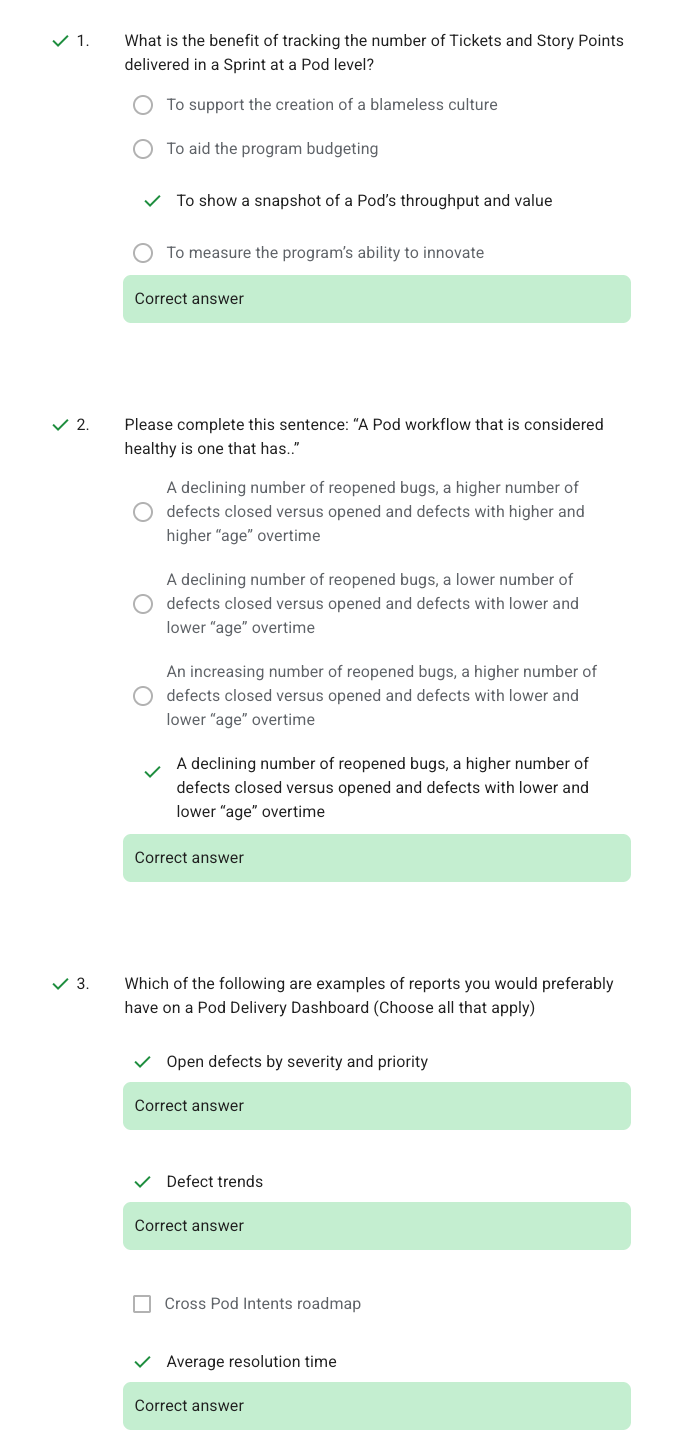 1. What is the benefit of tracking the number of Tickets and Story Points
delivered in a Sprint at a Pod level?
To support the creation of a blameless culture
To aid the program budgeting
To show a snapshot of a Pod’s throughput and value
To measure the program’s ability to innovate
Correct answer
2. Please complete this sentence: “A Pod workflow that is considered
healthy is one that has..”
A declining number of reopened bugs, a higher number of
defects closed versus opened and defects with higher and
higher “age” overtime
A declining number of reopened bugs, a lower number of
defects closed versus opened and defects with lower and
lower “age” overtime
An increasing number of reopened bugs, a higher number of
defects closed versus opened and defects with lower and
lower “age” overtime
A declining number of reopened bugs, a higher number of
defects closed versus opened and defects with lower and
lower “age” overtime
Correct answer
3. Which of the following are examples of reports you would preferably
have on a Pod Delivery Dashboard (Choose all that apply)
Open defects by severity and priority
Correct answer
Defect trends
Correct answer
Cross Pod Intents roadmap
Average resolution time
Correct answer